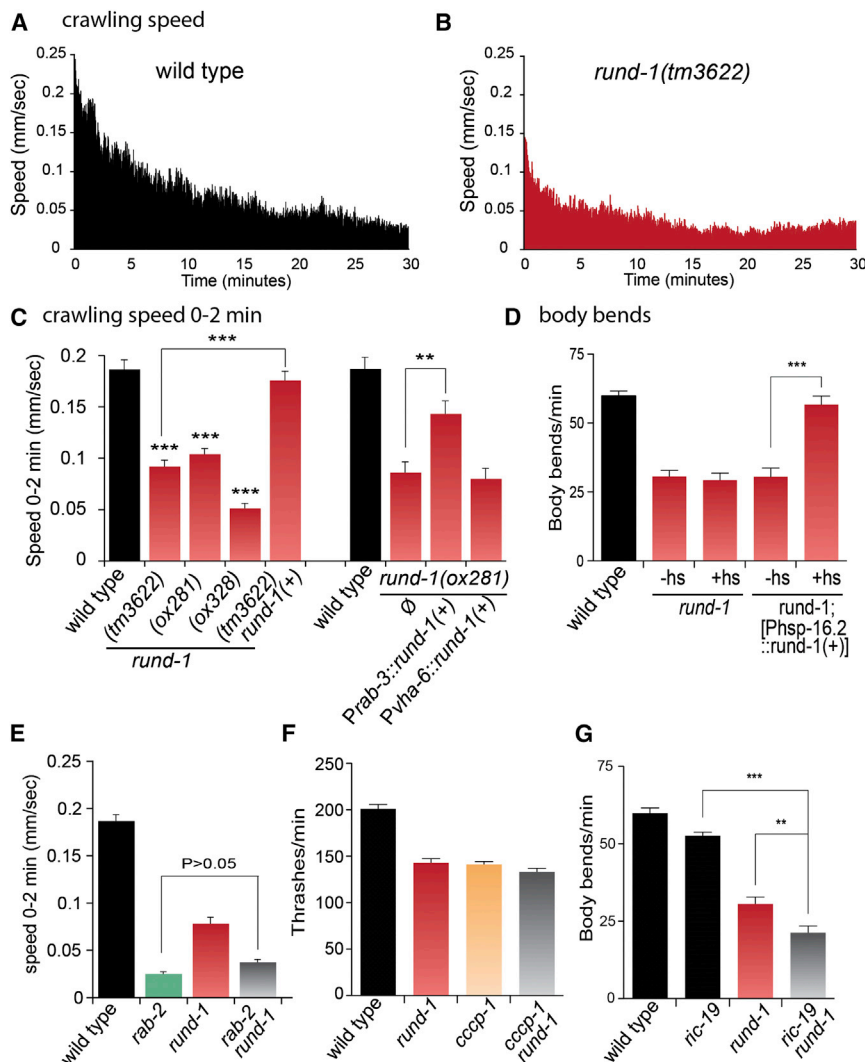 A crawling speed
wild type
Speed (mm/sec)
0.25
0.2
0.15
0.1
0.05
0
0 5 10 15 20 25 30
Time (minutes)
B
rund-1(tm3622)
Speed (mm/sec)
0.25
0.2
0.15
0.1
0.05
0
0 5 10 15 20 25 30
Time (minutes)
C crawling speed 0-2 min
Speed 0-2 min (mm/sec)
0.2
0.15
0.1
0.05
0
***
*** *** ***
**
wild type
(tm3622)
(ox281)
(ox328)
(tm3622)
rund-1(+)
rund-1
wild type
rund-1(ox281)
Ø
Prab-3::rund-1(+)
Pvha-6::rund-1(+)
D body bends
Body bends/min
75
50
25
0
***
wild type
-hs +hs -hs +hs
rund-1
rund-1;
[Phsp-16.2
::rund-1(+)]
E
speed 0-2 min (mm/sec)
0.25
0.2
0.15
0.1
0.05
0
P>0.05
wild type
rab-2
rund-1
rab-2
rund-1
F
Thrashes/min
200
250
150
100
50
0
wild type
rund-1
cccp-1
cccp-1
rund-1
G
Body bends/min
75
50
25
0
***
**
wild type
ric-19
rund-1
ric-19
rund-1